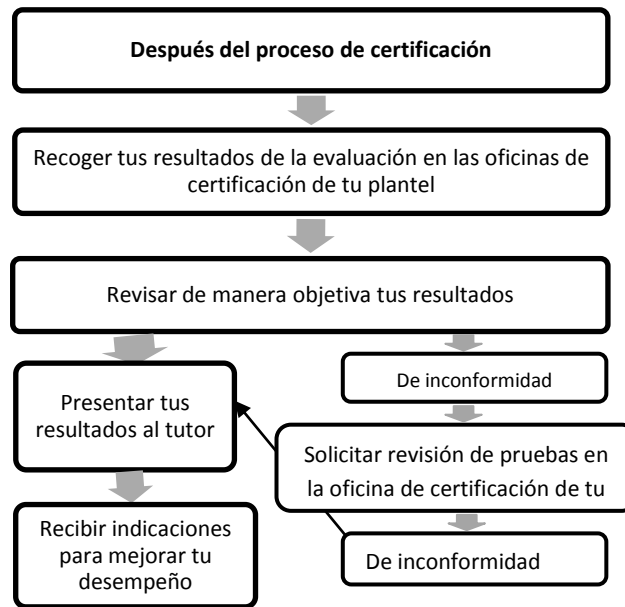 Después del proceso de certificación
Recoger tus resultados de la evaluación en las oficinas de
certificación de tu plantel
Revisar de manera objetiva tus resultados
Presentar tus
resultados al tutor
Recibir indicaciones
para mejorar tu
desempeño
De inconformidad
Solicitar revisión de pruebas en
la oficina de certificación de tu
De inconformidad